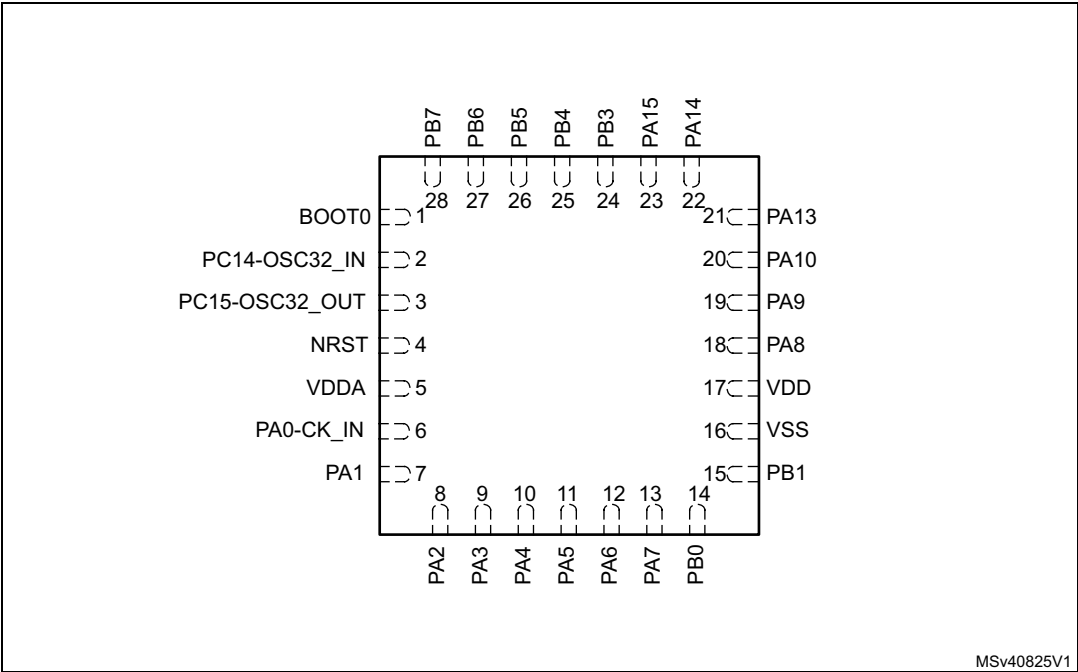 PB7 PB6 PB5 PB4 PB3 PA15 PA14
28 27 26 25 24 23 22
BOOT0 1 21 PA13
PC14-OSC32_IN 2 20 PA10
PC15-OSC32_OUT 3 19 PA9
NRST 4 18 PA8
VDDA 5 17 VDD
PA0-CK_IN 6 16 VSS
PA1 7 15 PB1
8 9 10 11 12 13 14
PA2 PA3 PA4 PA5 PA6 PA7 PB0
MSv40825V1